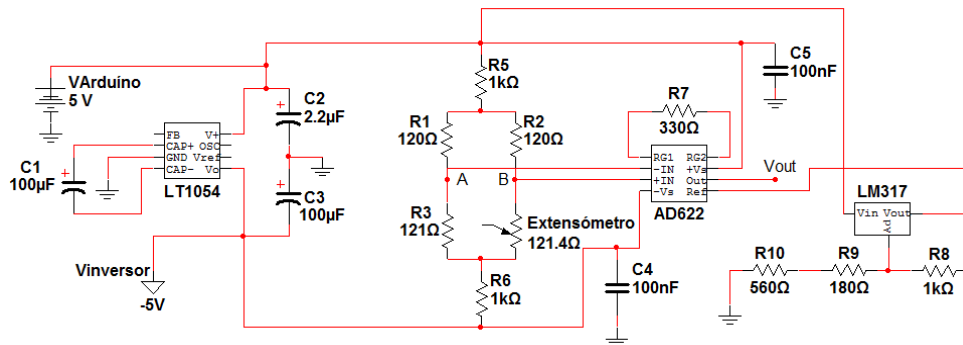 VArduíno
5 V
C1
100µF
FB
CAP+
GND
CAP-
V+
OSC
Vref
Vo
LT1054
C2
2.2µF
C3
100µF
Vinversor
-5V
R5
1kΩ
R1
120Ω
R2
120Ω
A
B
R3
121Ω
Extensómetro
121.4Ω
R6
1kΩ
R7
330Ω
RG1
-IN
+IN
-Vs
RG2
+Vs
Out
Ref
AD622
C4
100nF
C5
100nF
Vout
LM317
Vin
Vout
Ad
R10
560Ω
R9
180Ω
R8
1kΩ